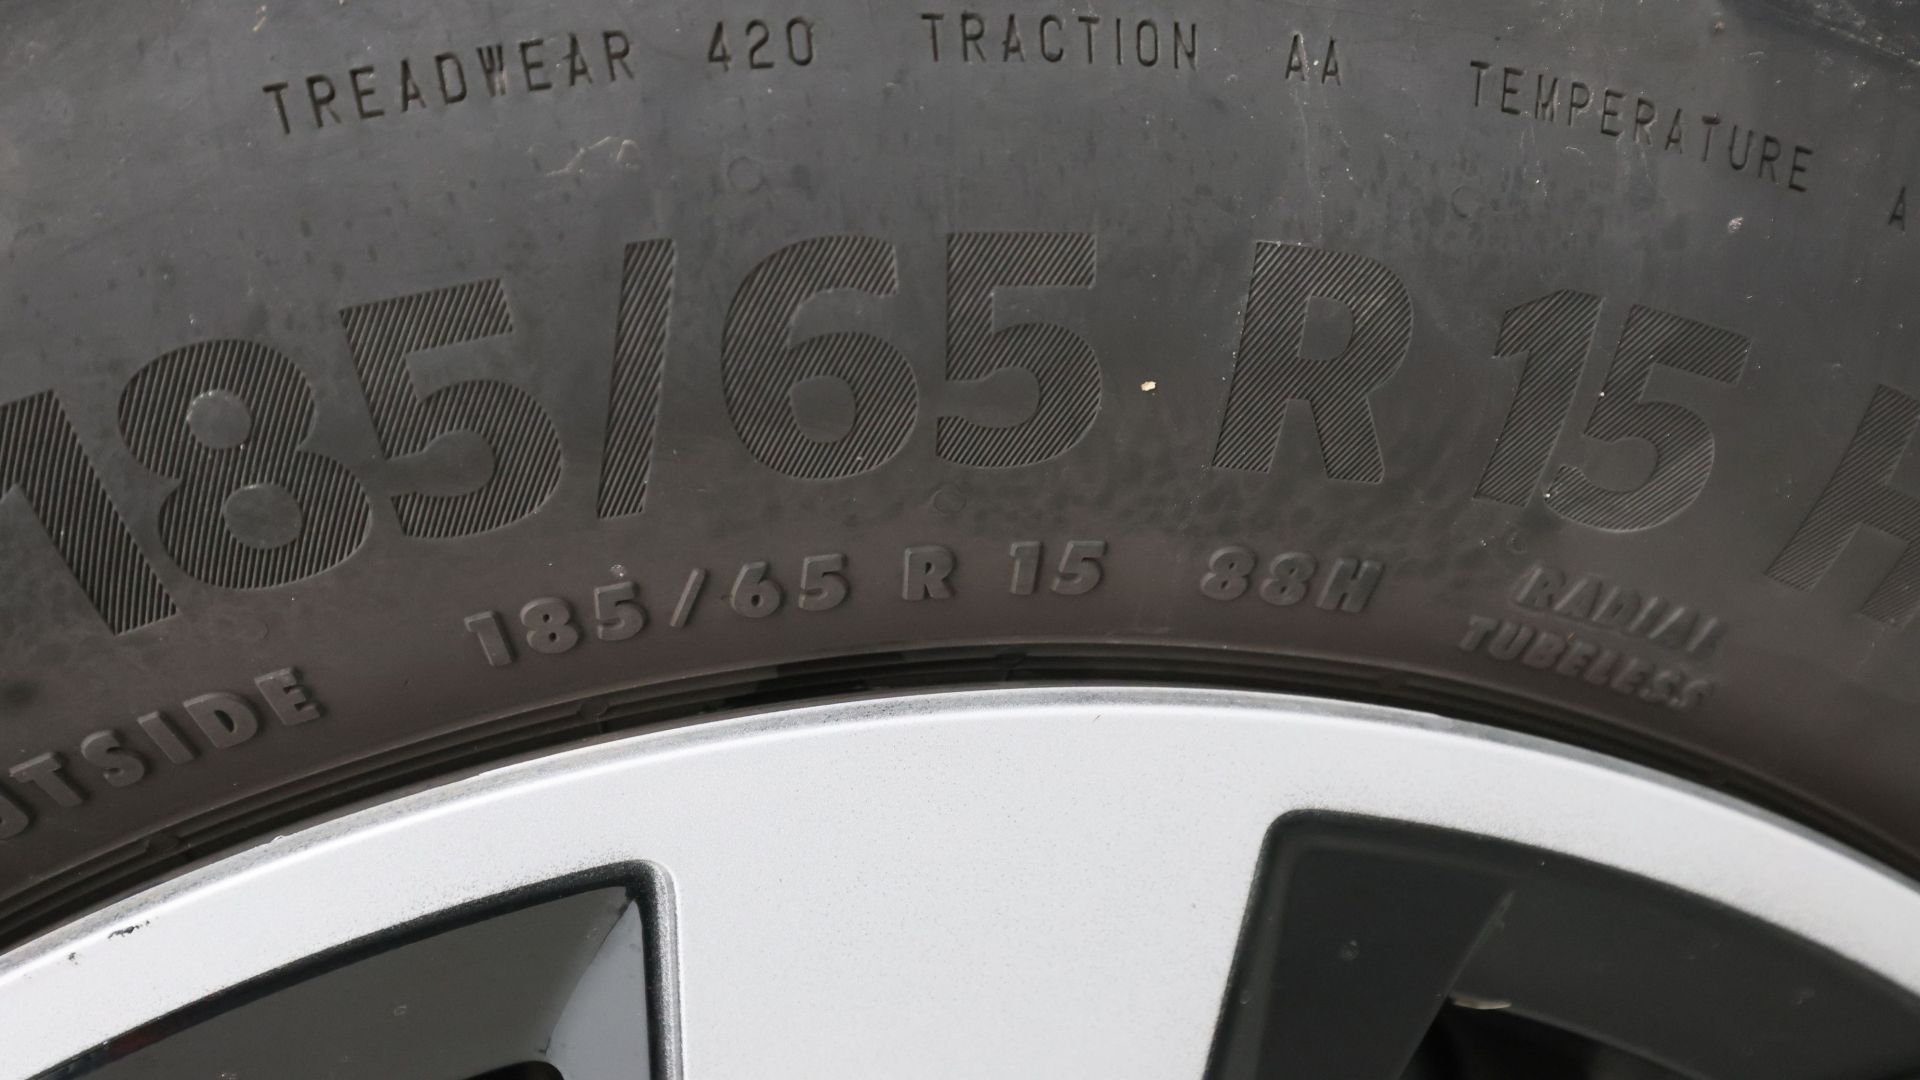 TREADWEAR 420 TRACTION AA TEMPERATURE A
185/65 R 15 H
185/65 R 15 88H
RADIAL
TUBELESS
OUTSIDE